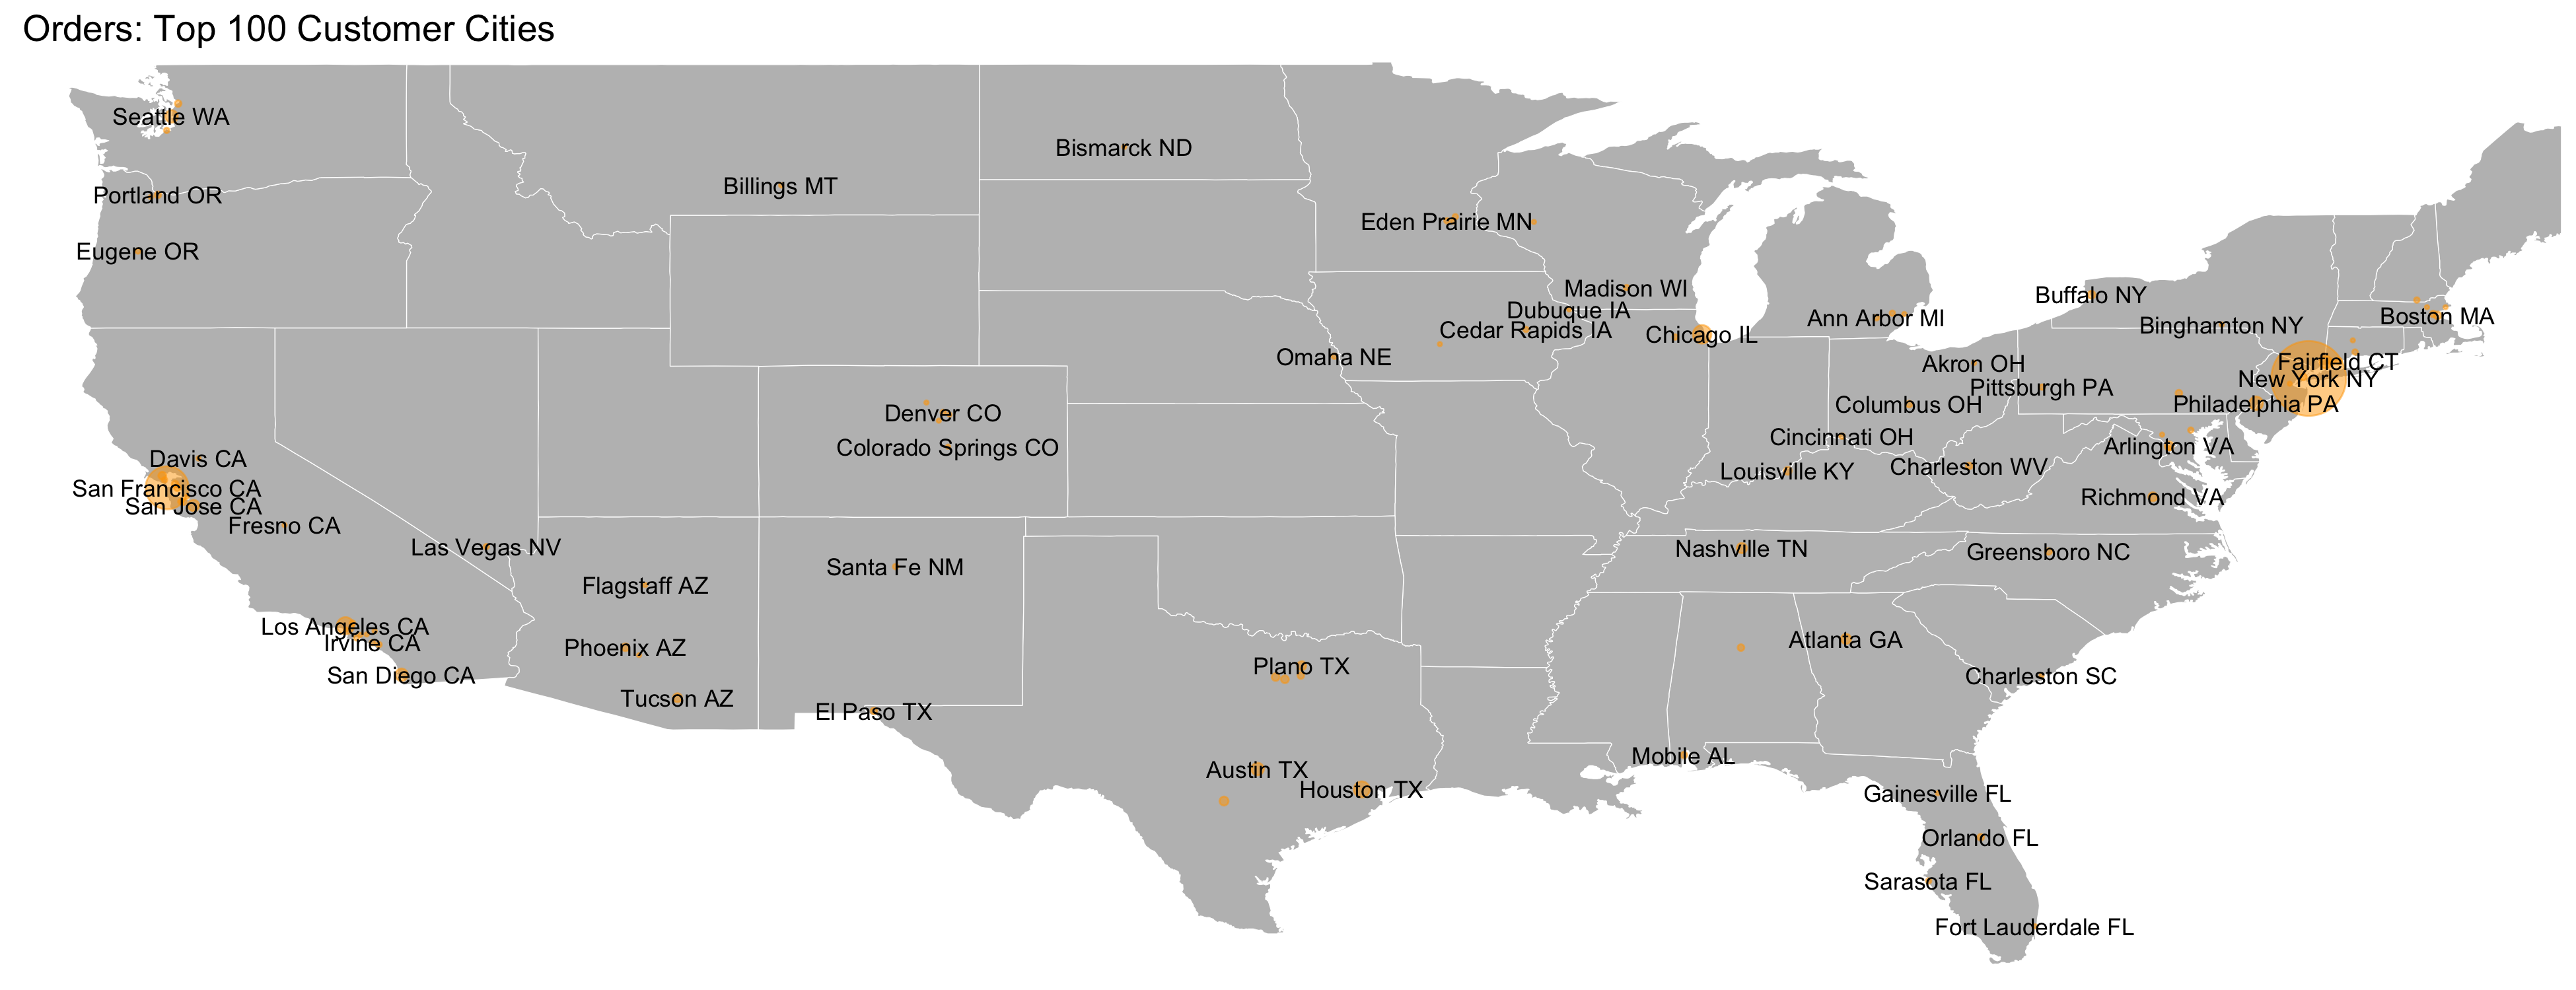 Orders: Top 100 Customer Cities
Seattle WA
Bismarck ND
Billings MT
Portland OR
Eden Prairie MN
Eugene OR
Madison WI
Buffalo NY
Dubuque IA
Boston MA
Ann Arbor MI
Binghamton NY
Cedar Rapids IA
Chicago IL
Omaha NE
Fairfield CT
Akron OH
New York NY
Pittsburgh PA
Philadelphia PA
Columbus OH
Denver CO
Cincinnati OH
Arlington VA
Colorado Springs CO
Davis CA
Charleston WV
Louisville KY
San Francisco CA
Richmond VA
San Jose CA
Fresno CA
Las Vegas NV
Nashville TN
Greensboro NC
Santa Fe NM
Flagstaff AZ
Los Angeles CA
Atlanta GA
Irvine CA
Phoenix AZ
Plano TX
San Diego CA
Charleston SC
Tucson AZ
El Paso TX
Mobile AL
Austin TX
Houston TX
Gainesville FL
Orlando FL
Sarasota FL
Fort Lauderdale FL